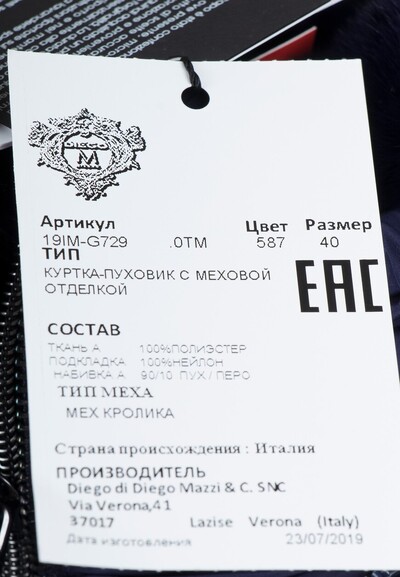 M
Артикул Цвет Размер
19IM-G729 .0TM 587 40
ТИП
КУРТКА-ПУХОВИК С МЕХОВОЙ
ОТДЕЛКОЙ
EAC
СОСТАВ
ТКАНЬ А 100%ПОЛИЭСТЕР
ПОДКЛАДКА 100%НЕЙЛОН
НАБИВКА А 90/10 ПУХ / ПЕРО
ТИП МЕХА
МЕХ КРОЛИКА
Страна происхождения : Италия
ПРОИЗВОДИТЕЛЬ
Diego di Diego Mazzi & C. SNC
Via Verona,41
37017 Lazise Verona (Italy)
Дата изготовления 23/07/2019